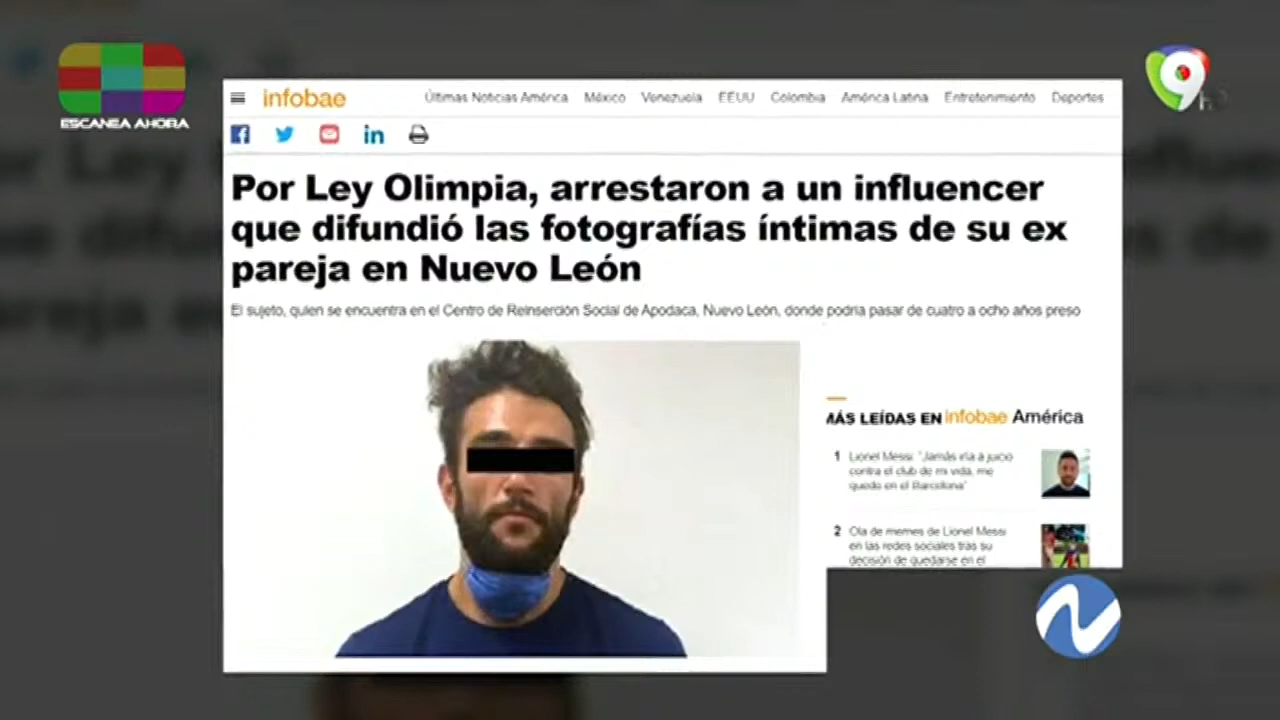 ESCANEA AHORA
9
infobae
Últimas Noticias América México Venezuela EEUU Colombia América Latina Entretenimiento Deportes
Por Ley Olimpia, arrestaron a un influencer
que difundió las fotografías íntimas de su ex
pareja en Nuevo León
El sujeto, quien se encuentra en el Centro de Reinserción Social de Apodaca, Nuevo León, donde podría pasar de cuatro a ocho años preso
MÁS LEÍDAS EN infobae América
1 Lionel Messi: "Jamás iría a juicio
contra el club de mi vida, me
quedo en el Barcelona"
2 Ola de memes de Lionel Messi
en las redes sociales tras su
decisión de quedarse en el